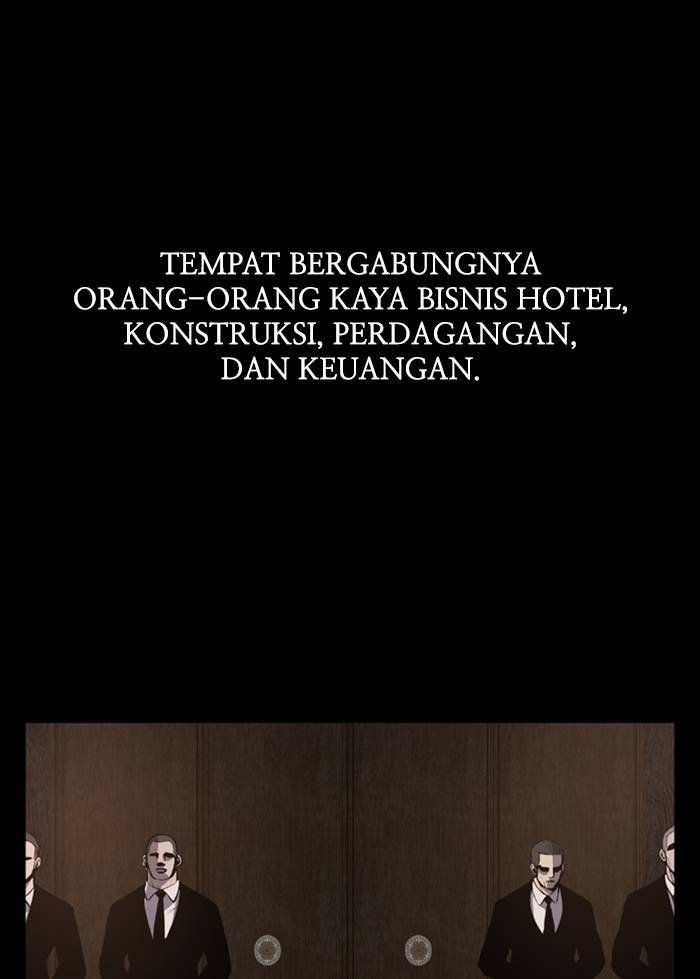 TEMPAT BERGABUNGNYA
ORANG-ORANG KAYA BISNIS HOTEL,
KONSTRUKSI, PERDAGANGAN,
DAN KEUANGAN.